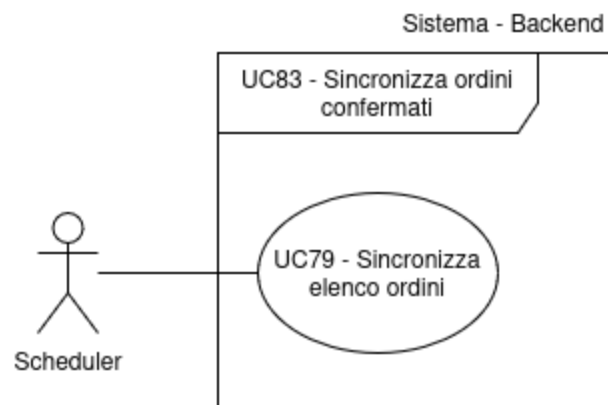 Sistema - Backend
UC83 - Sincronizza ordini
confermati
UC79 - Sincronizza
elenco ordini
Scheduler